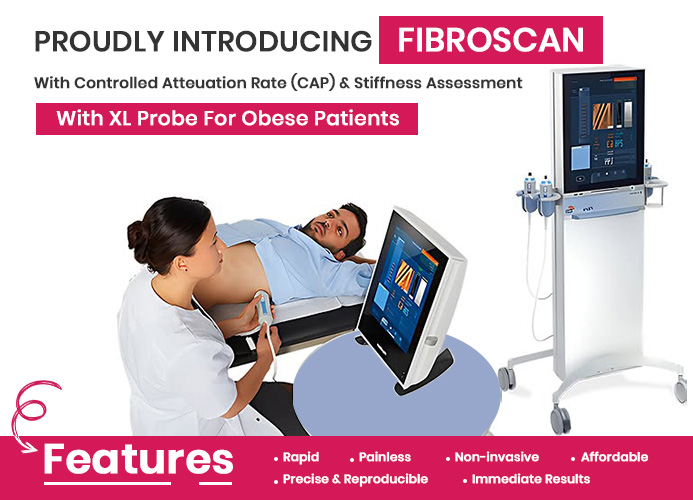 PROUDLY INTRODUCING FIBROSCAN
With Controlled Atteuation Rate (CAP) & Stiffness Assessment
With XL Probe For Obese Patients
Features
• Rapid • Painless • Non-invasive • Affordable
• Precise & Reproducible • Immediate Results